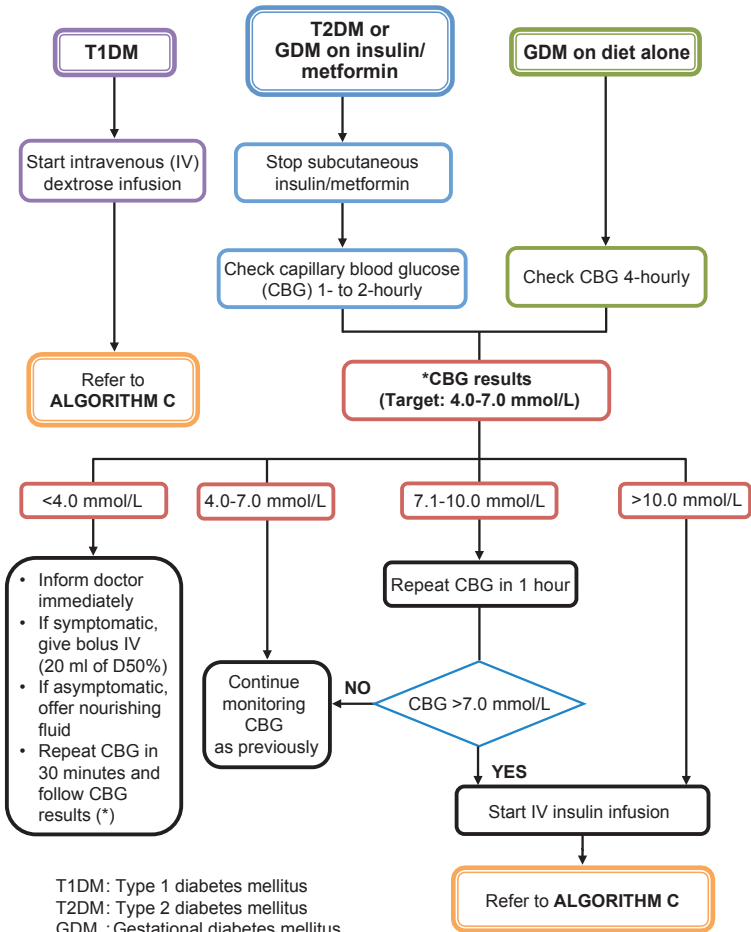 T1DM
T2DM or
GDM on insulin/
metformin
GDM on diet alone
Start intravenous (IV)
dextrose infusion
Stop subcutaneous
insulin/metformin
Check capillary blood glucose
(CBG) 1- to 2-hourly
Check CBG 4-hourly
Refer to
ALGORITHM C
*CBG results
(Target: 4.0-7.0 mmol/L)
<4.0 mmol/L
4.0-7.0 mmol/L
7.1-10.0 mmol/L
>10.0 mmol/L
• Inform doctor
immediately
• If symptomatic,
give bolus IV
(20 ml of D50%)
• If asymptomatic,
offer nourishing
fluid
• Repeat CBG in
30 minutes and
follow CBG
results (*)
Repeat CBG in 1 hour
Continue
monitoring
CBG
as previously
NO
CBG >7.0 mmol/L
YES
Start IV insulin infusion
Refer to ALGORITHM C
T1DM: Type 1 diabetes mellitus
T2DM: Type 2 diabetes mellitus
GDM : Gestational diabetes mellitus